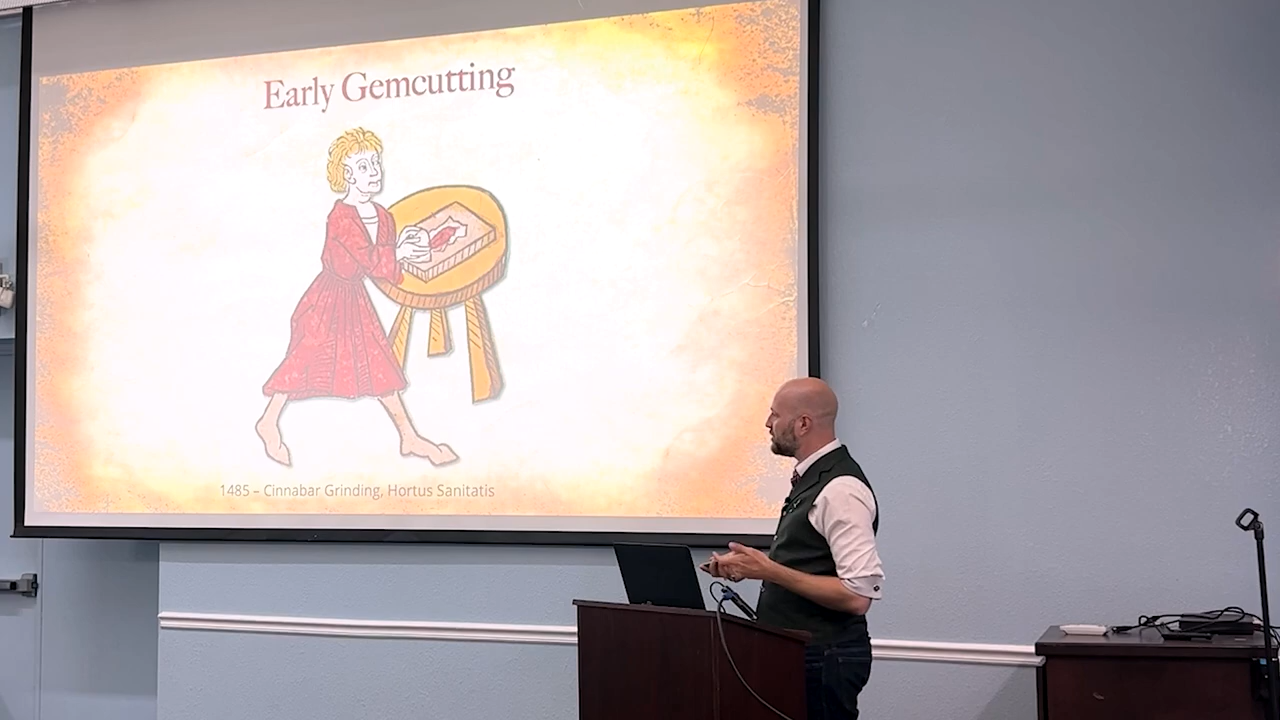 Early Gemcutting
1485 – Cinnabar Grinding, Hortus Sanitatis